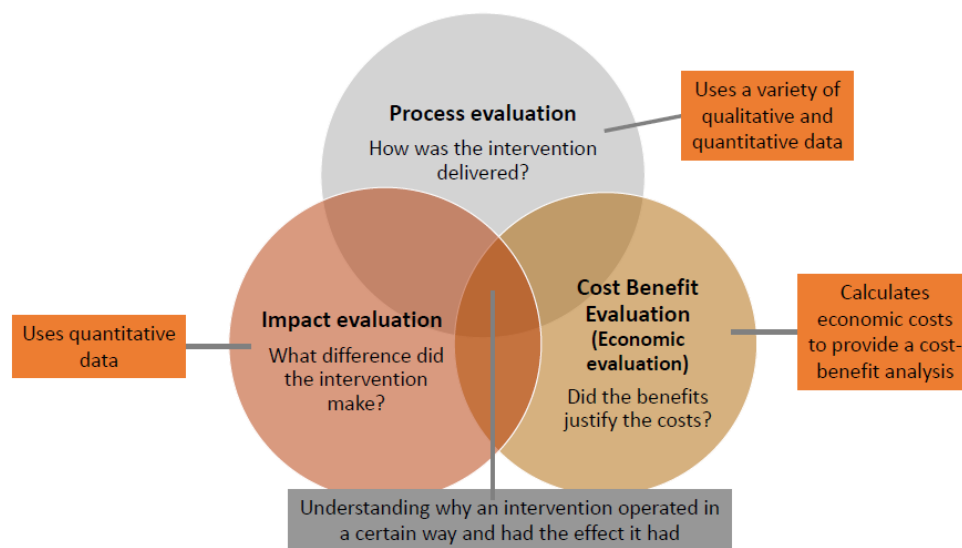 Process evaluation
How was the intervention
delivered?
Uses a variety of
qualitative and
quantitative data
Impact evaluation
What difference did
the intervention
make?
Uses quantitative
data
Cost Benefit
Evaluation
(Economic
evaluation)
Did the benefits
justify the costs?
Calculates
economic costs
to provide a cost-
benefit analysis
Understanding why an intervention operated in
a certain way and had the effect it had